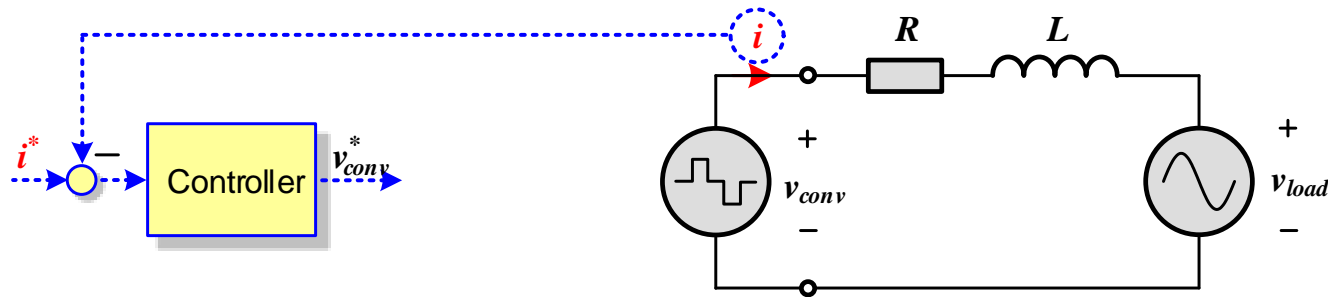 i
R
L
i*
−
Controller
v*conv
+
vconv
−
+
vload
−